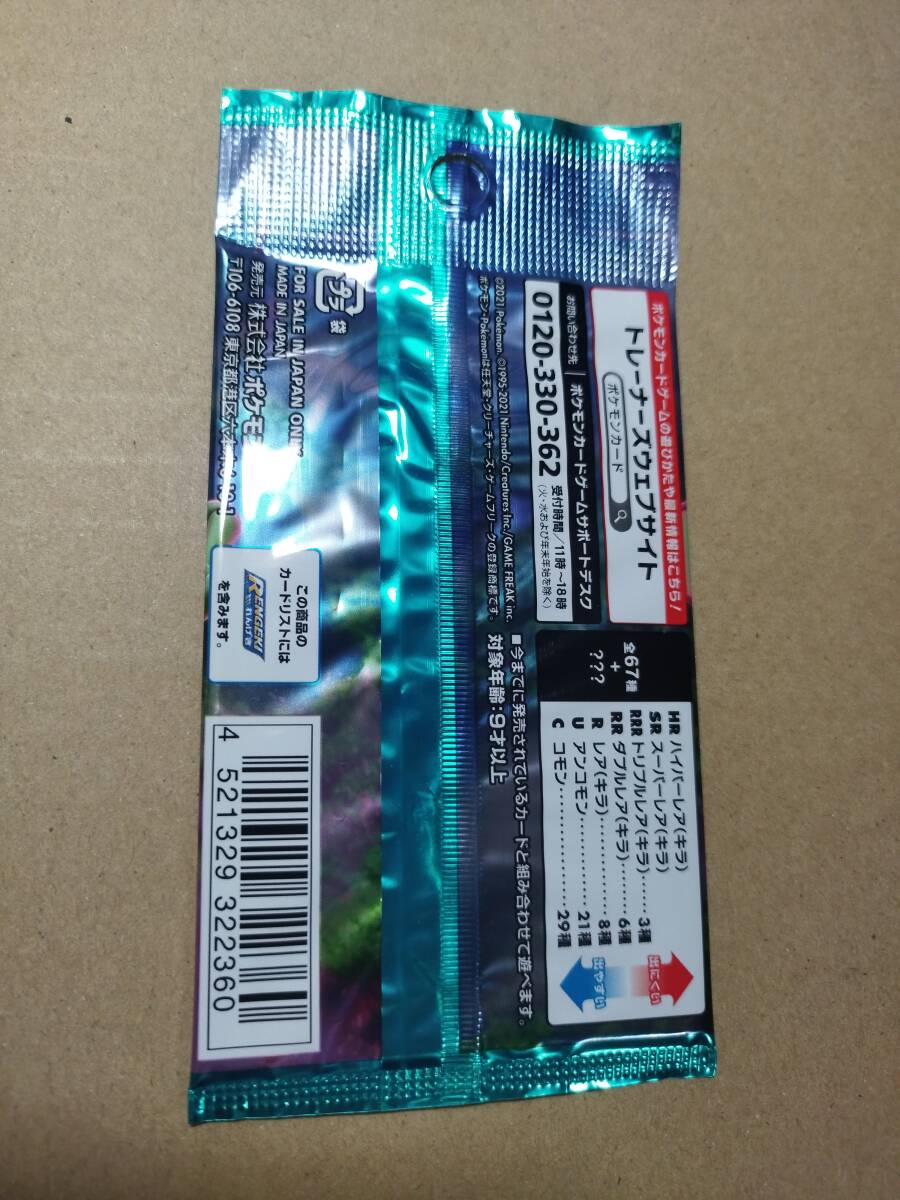 ポケモンカードゲームの遊びかたや最新情報はこちら!
トレーナーズウェブサイト
ポケモンカード
お問い合わせ先 ポケモンカードゲームサポートデスク
0120-330-362 受付時間/11時~18時
(火・水および年末年始を除く)
©2021 Pokémon. ©1995-2021 Nintendo/Creatures Inc./GAME FREAK inc.
ポケモン・Pokémonは任天堂・クリーチャーズ・ゲームフリークの登録商標です。
全67種
+
???
HR ハイパーレア(キラ)
SR スーパーレア(キラ)
RRR トリプルレア(キラ)‥‥3種
RR ダブルレア(キラ)‥‥‥6種
R レア(キラ)‥‥‥‥8種
U アンコモン‥‥‥‥21種
C コモン‥‥‥‥‥29種
出にくい
出やすい
■今までに発売されているカードと組み合わせて遊べます。
対象年齢:9才以上
プラ
袋
FOR SALE IN JAPAN ONLY
MADE IN JAPAN
発売元 株式会社ポケモン
〒106-6108 東京都港区六本木
この商品の
カードリストには
RENGEKI
れんげき
を含みます。
4 521329 322360